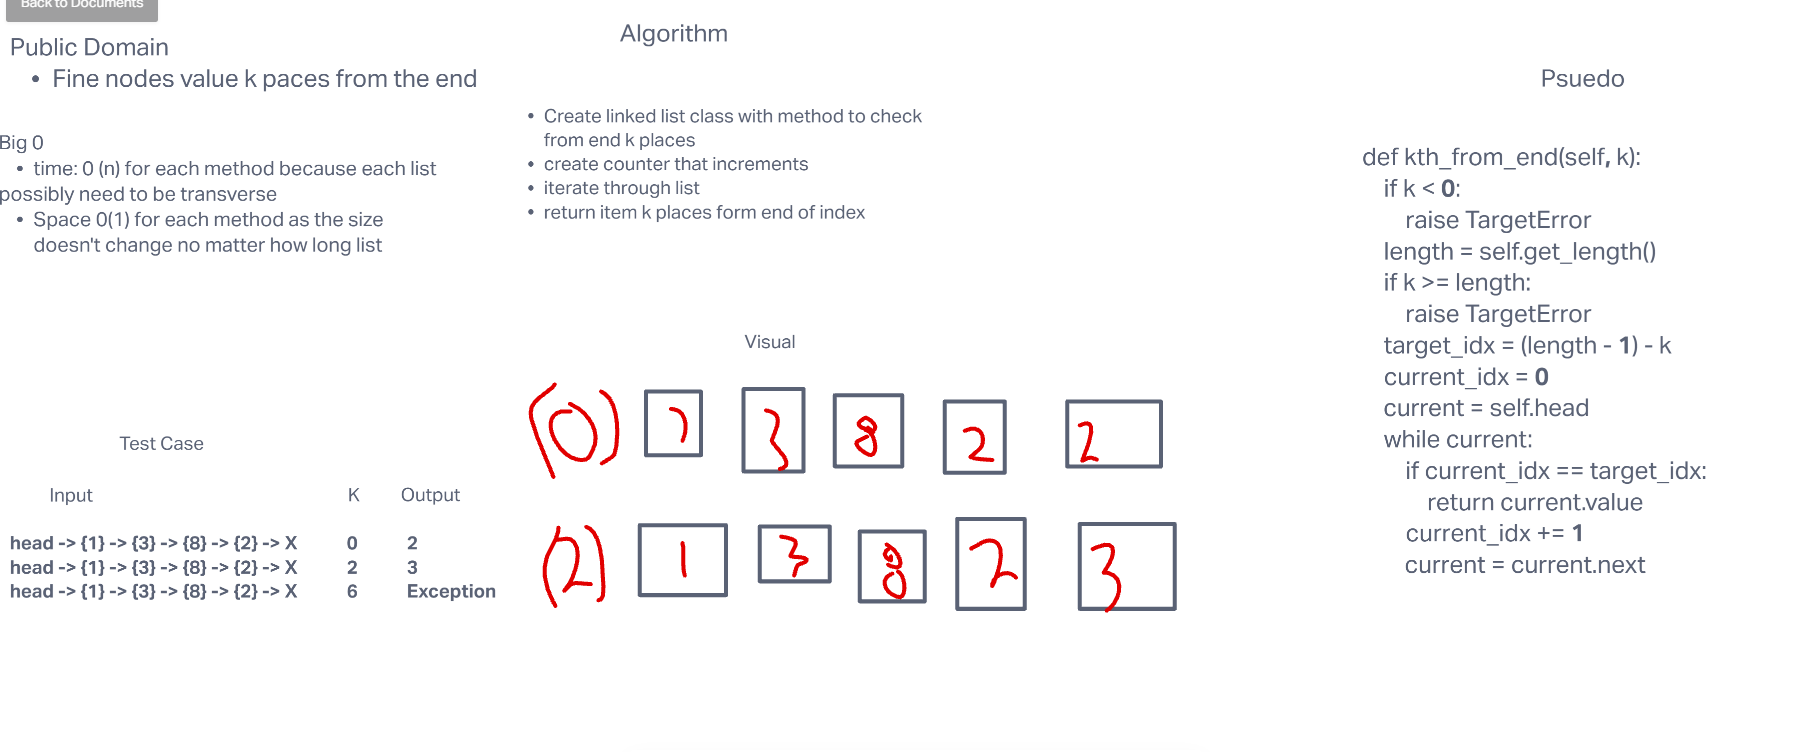 Back to Documents
Public Domain
• Fine nodes value k paces from the end
Big 0
• time: 0 (n) for each method because each list
possibly need to be transverse
• Space 0(1) for each method as the size
doesn't change no matter how long list
Test Case
Input K Output
head -> {1} -> {3} -> {8} -> {2} -> X 0 2
head -> {1} -> {3} -> {8} -> {2} -> X 2 3
head -> {1} -> {3} -> {8} -> {2} -> X 6 Exception
Algorithm
• Create linked list class with method to check
from end k places
• create counter that increments
• iterate through list
• return item k places form end of index
Visual
(0) 1 3 8 2 2
(2) 1 3 8 2 3
Psuedo
def kth_from_end(self, k):
if k < 0:
raise TargetError
length = self.get_length()
if k >= length:
raise TargetError
target_idx = (length - 1) - k
current_idx = 0
current = self.head
while current:
if current_idx == target_idx:
return current.value
current_idx += 1
current = current.next